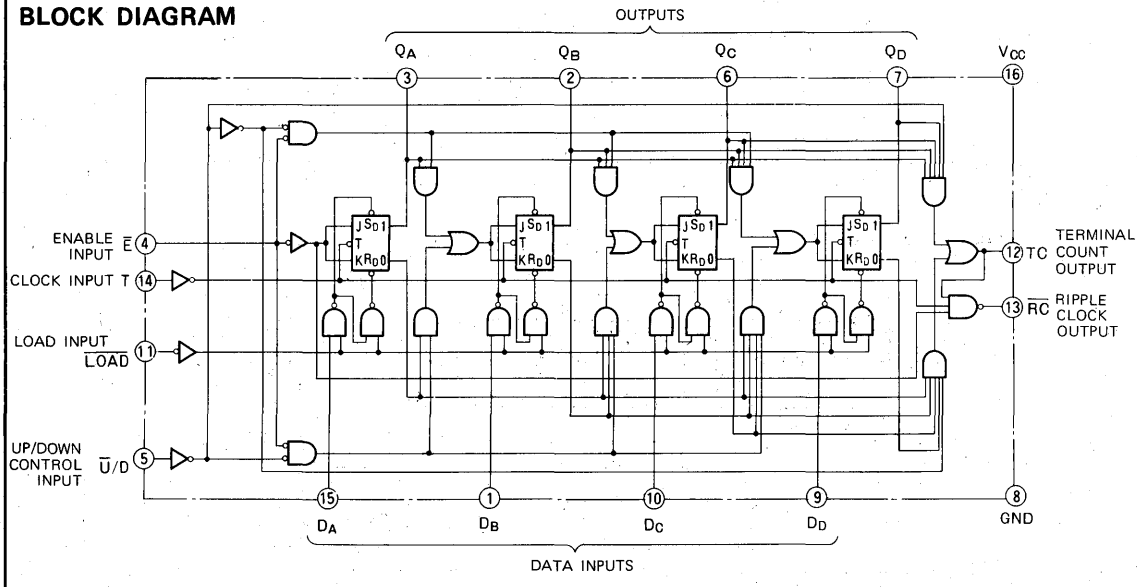 BLOCK DIAGRAM
OUTPUTS
QA QB QC QD VCC
3 2 6 7 16
J SD 1 J SD 1 J SD 1 J SD 1
T T T T
K RD 0 K RD 0 K RD 0 K RD 0
ENABLE
INPUT E̅ 4
CLOCK INPUT T 14
LOAD INPUT
L̅O̅A̅D̅ 11
UP/DOWN
CONTROL U̅/D 5
INPUT
12 TC TERMINAL
COUNT
OUTPUT
13 R̅C̅ RIPPLE
CLOCK
OUTPUT
15 1 10 9 8
DA DB DC DD GND
DATA INPUTS